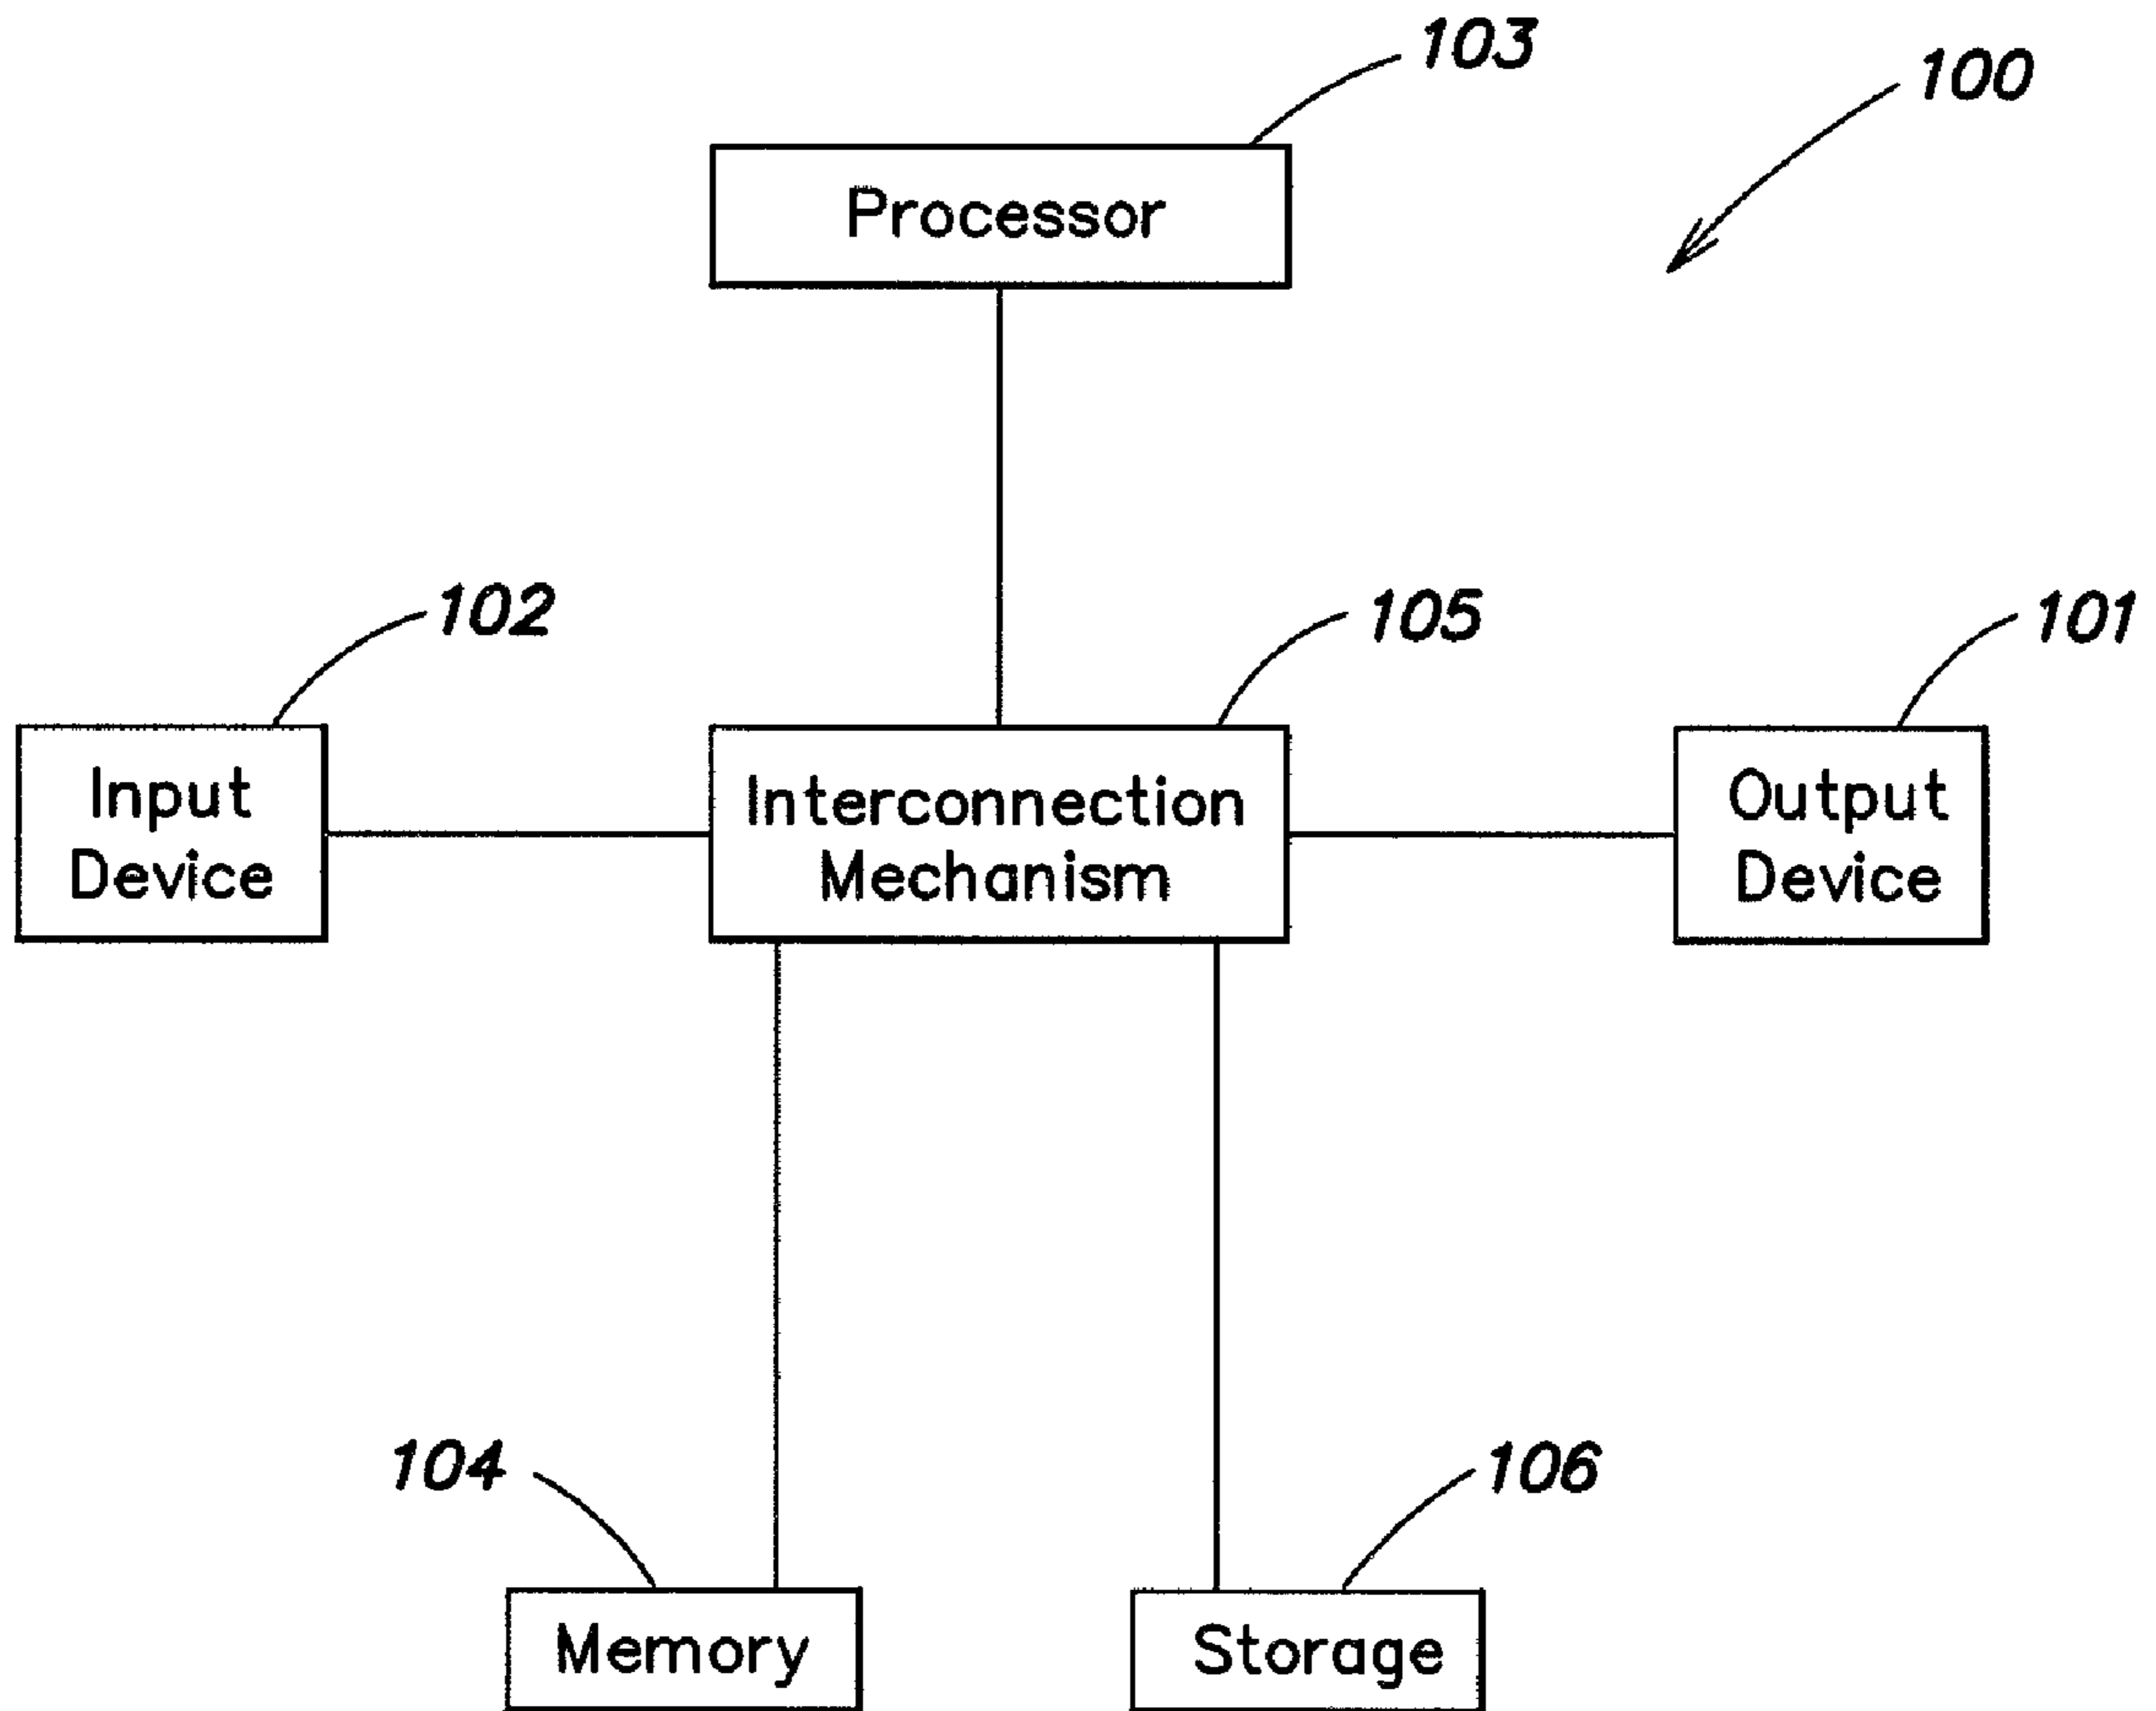 103
100
Processor
102
105
101
Input
Device
Interconnection
Mechanism
Output
Device
104
106
Memory
Storage